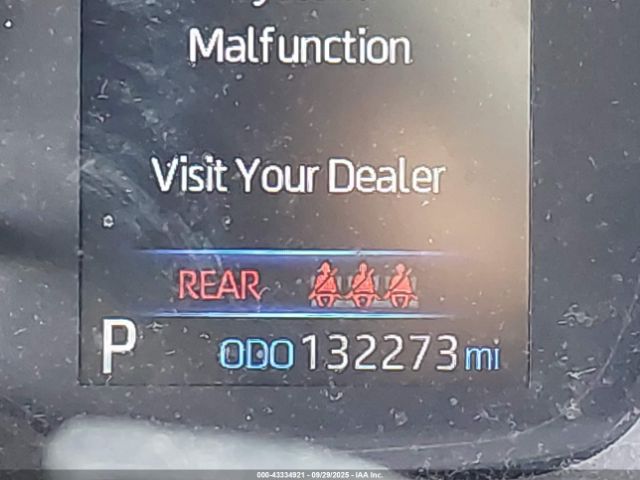 Malfunction
Visit Your Dealer
REAR
P ODO 132273 mi
000-43334921 - 09/29/2025 - IAA Inc.